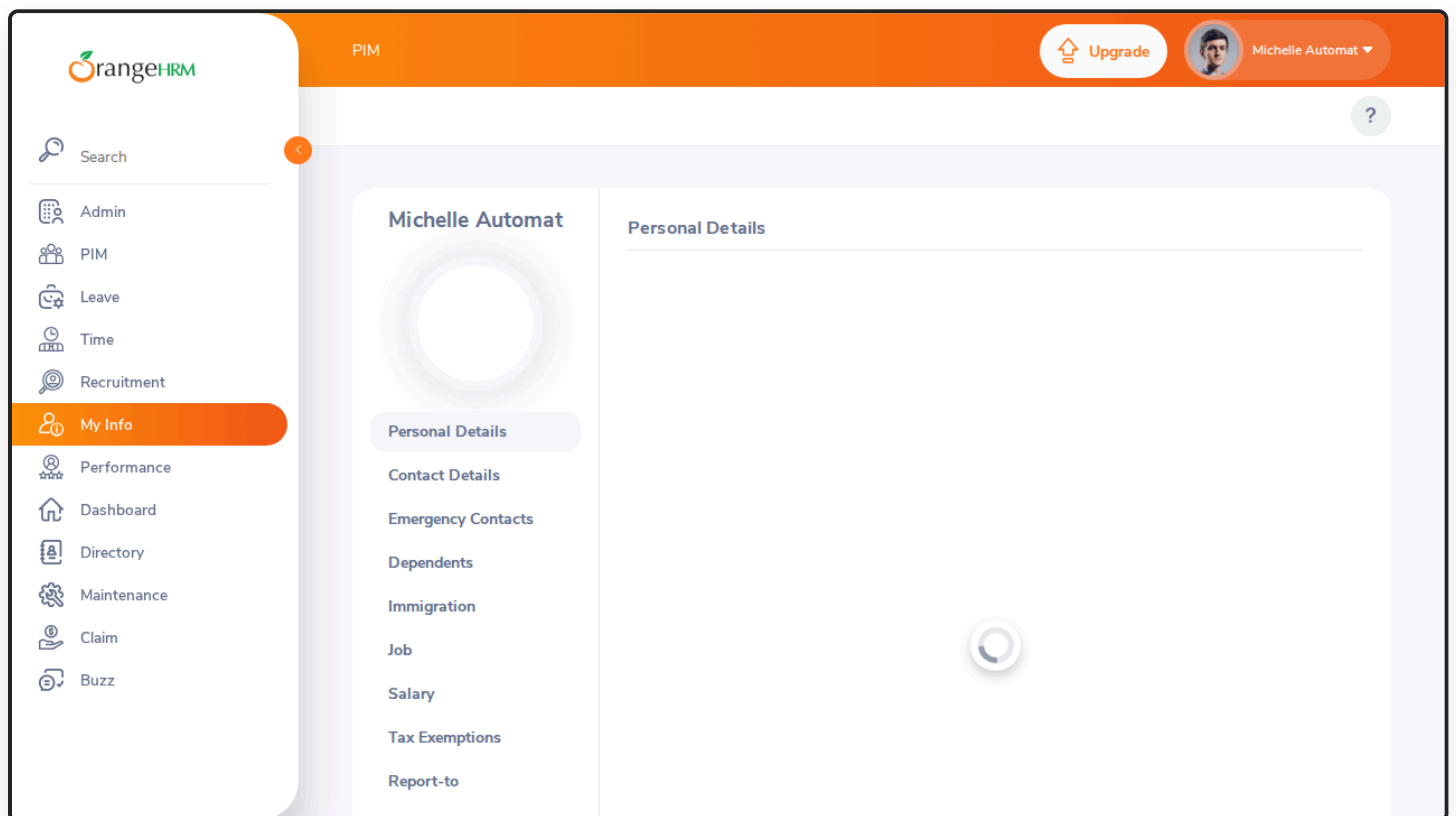 OrangeHRM
PIM
Upgrade
Michelle Automat
?
Search
Admin
PIM
Leave
Time
Recruitment
My Info
Performance
Dashboard
Directory
Maintenance
Claim
Buzz
Michelle Automat
Personal Details
Contact Details
Emergency Contacts
Dependents
Immigration
Job
Salary
Tax Exemptions
Report-to
Personal Details